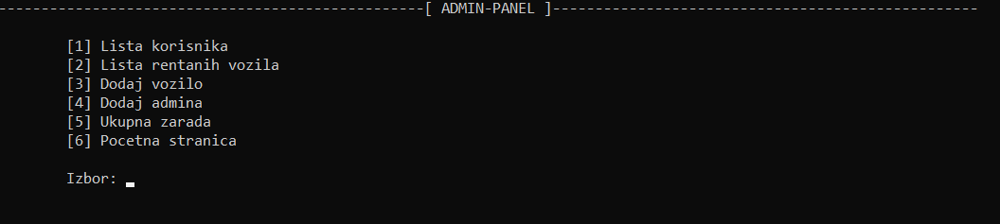 --------------------------------------------------[ ADMIN-PANEL ]--------------------------------------------------
[1] Lista korisnika
[2] Lista rentanih vozila
[3] Dodaj vozilo
[4] Dodaj admina
[5] Ukupna zarada
[6] Pocetna stranica
Izbor: